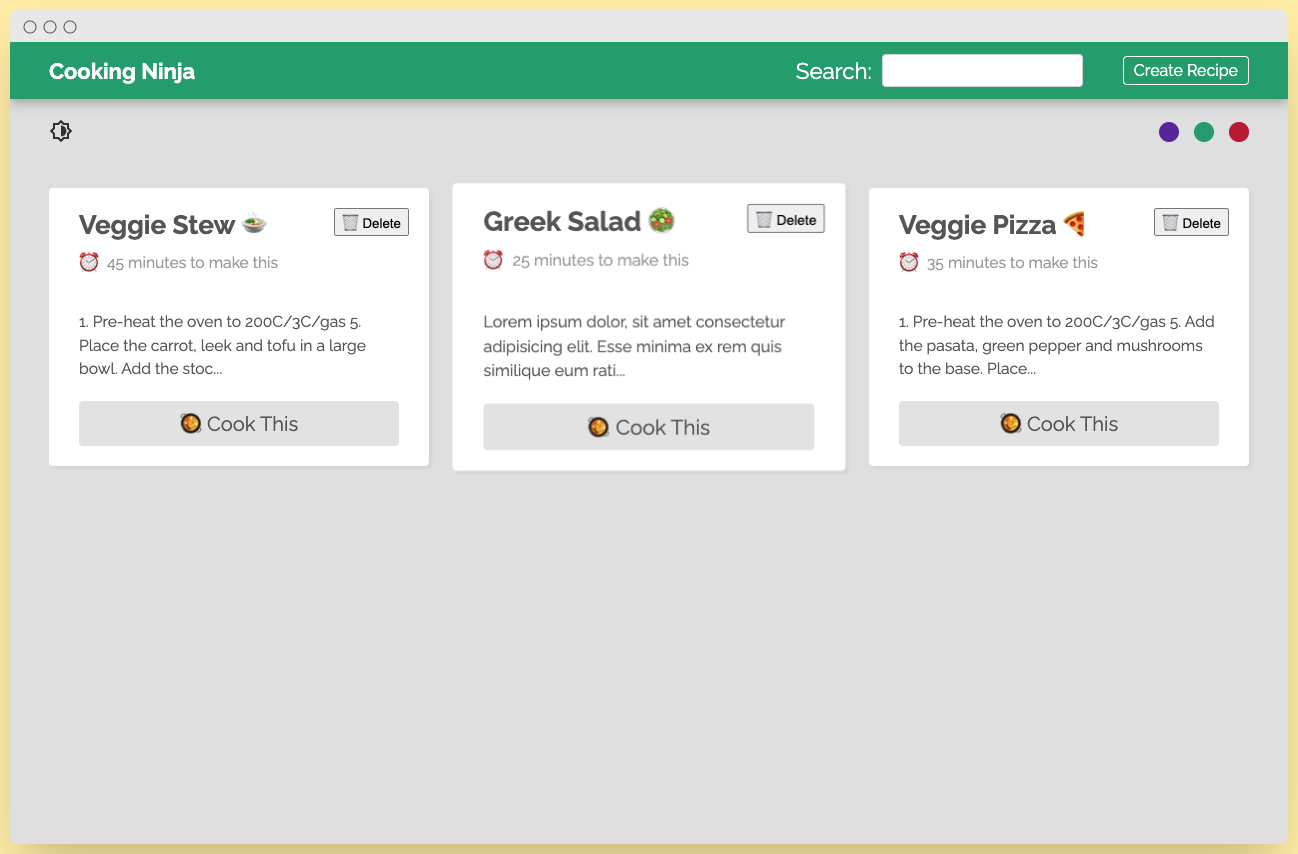 Cooking Ninja
Search:
Create Recipe
Veggie Stew
Delete
45 minutes to make this
1. Pre-heat the oven to 200C/3C/gas 5.
Place the carrot, leek and tofu in a large
bowl. Add the stoc...
Cook This
Greek Salad
Delete
25 minutes to make this
Lorem ipsum dolor, sit amet consectetur
adipisicing elit. Esse minima ex rem quis
similique eum rati...
Cook This
Veggie Pizza
Delete
35 minutes to make this
1. Pre-heat the oven to 200C/3C/gas 5. Add
the pasata, green pepper and mushrooms
to the base. Place...
Cook This